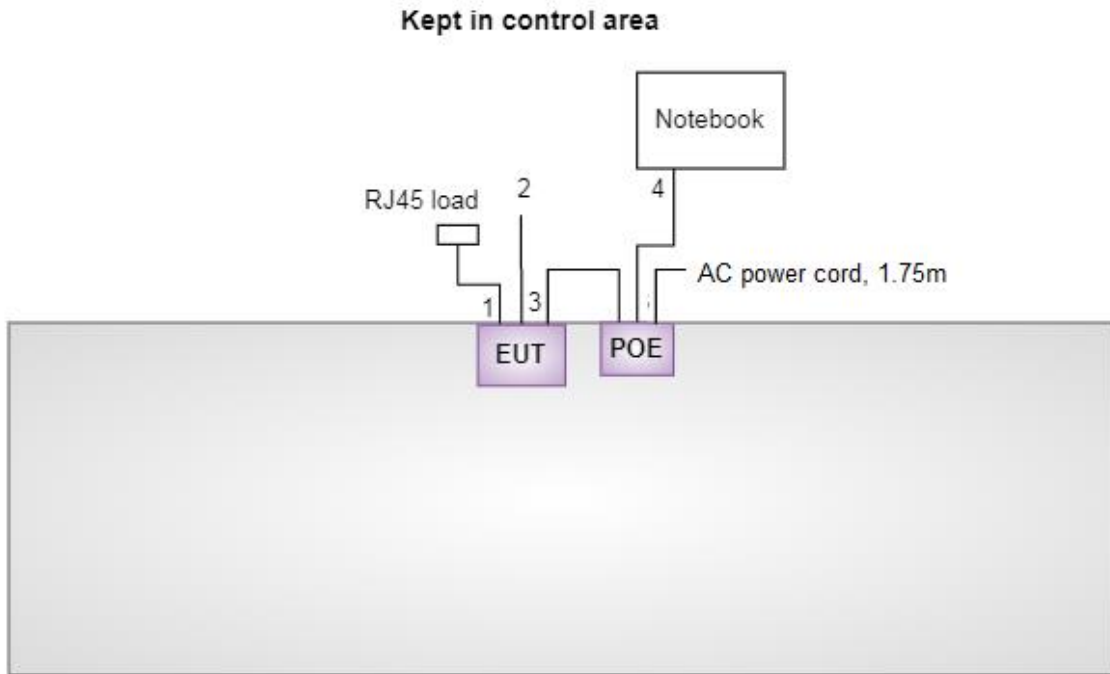 Kept in control area
Notebook
2
4
RJ45 load
AC power cord, 1.75m
1
3
EUT
POE